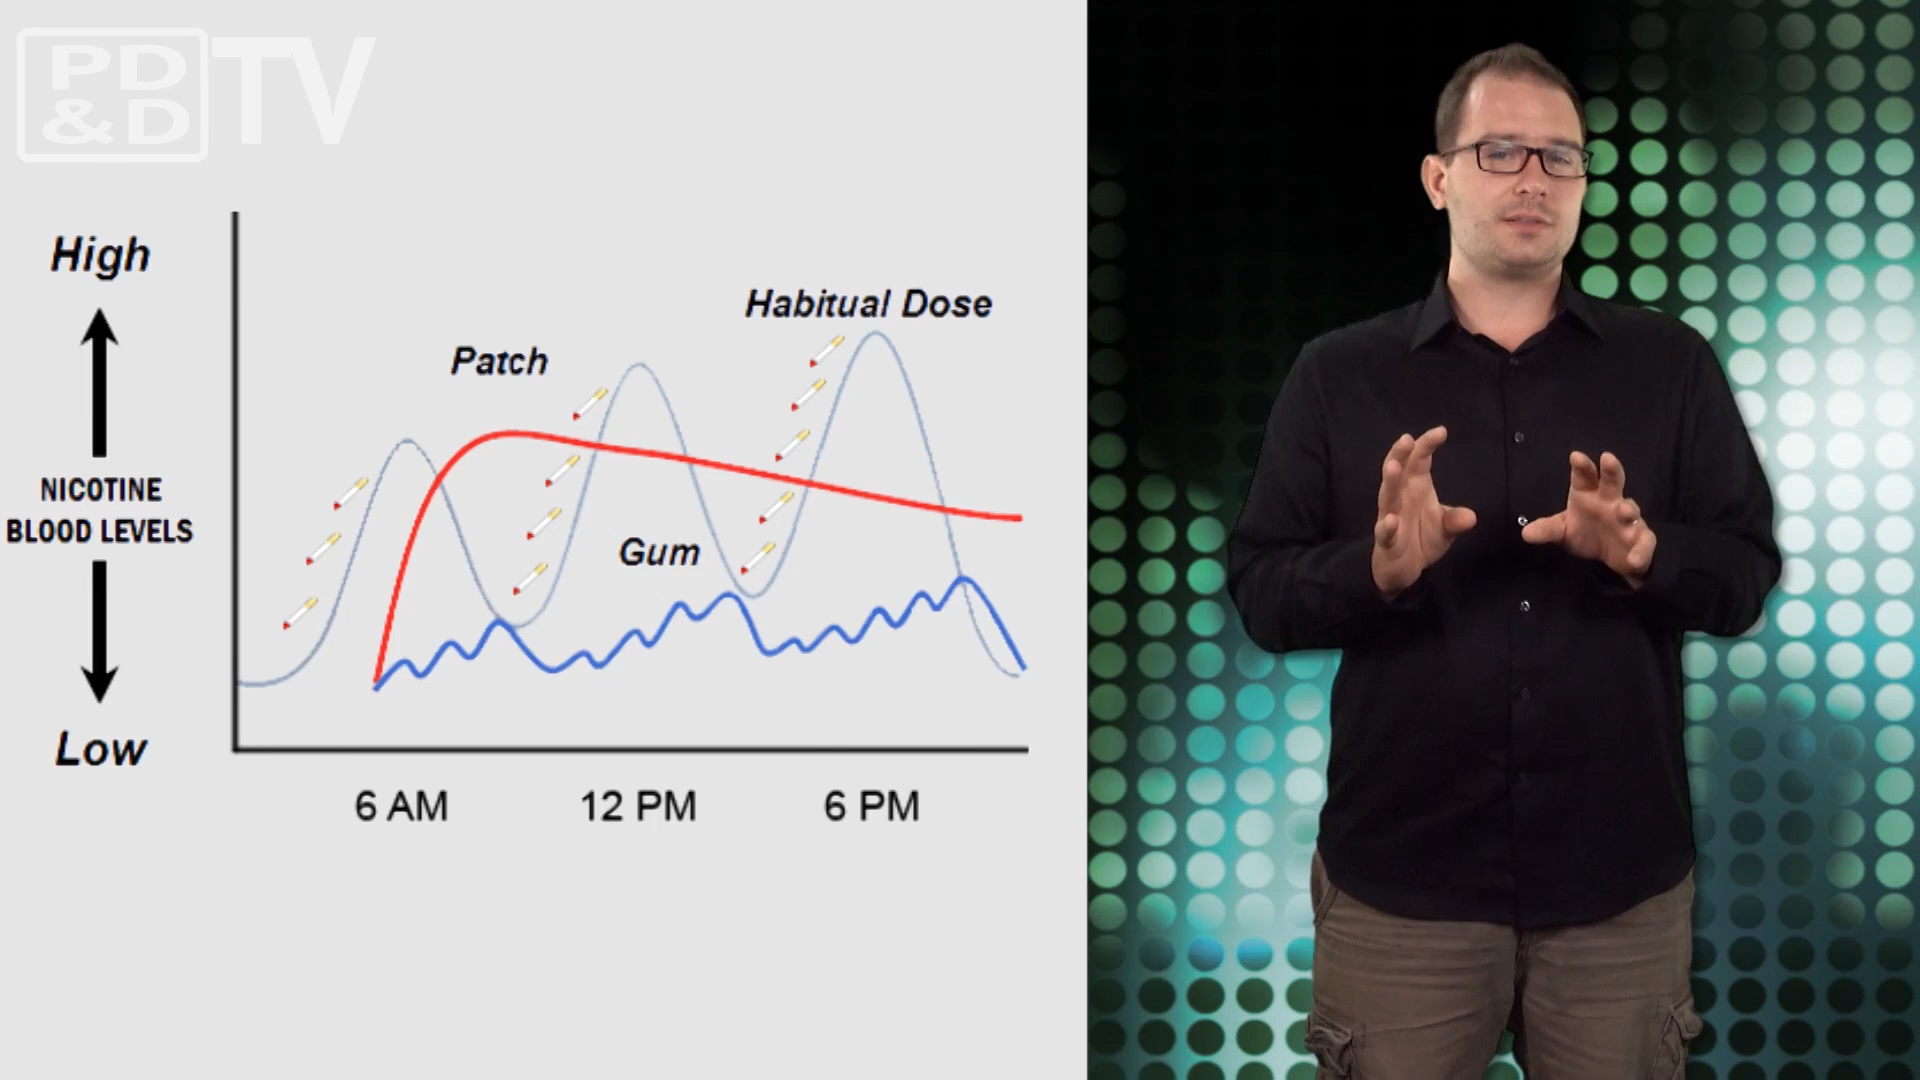 PD
&D
TV
High
Habitual Dose
Patch
NICOTINE
BLOOD LEVELS
Gum
Low
6 AM
12 PM
6 PM